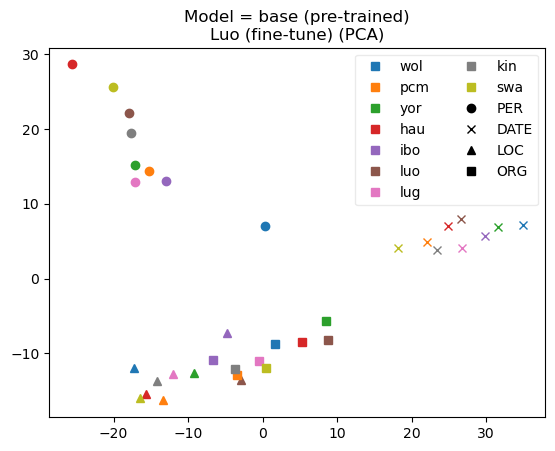 Model = base (pre-trained)
Luo (fine-tune) (PCA)
30
20
10
0
−10
−20
−10
0
10
20
30
wol
pcm
yor
hau
ibo
luo
lug
kin
swa
PER
DATE
LOC
ORG